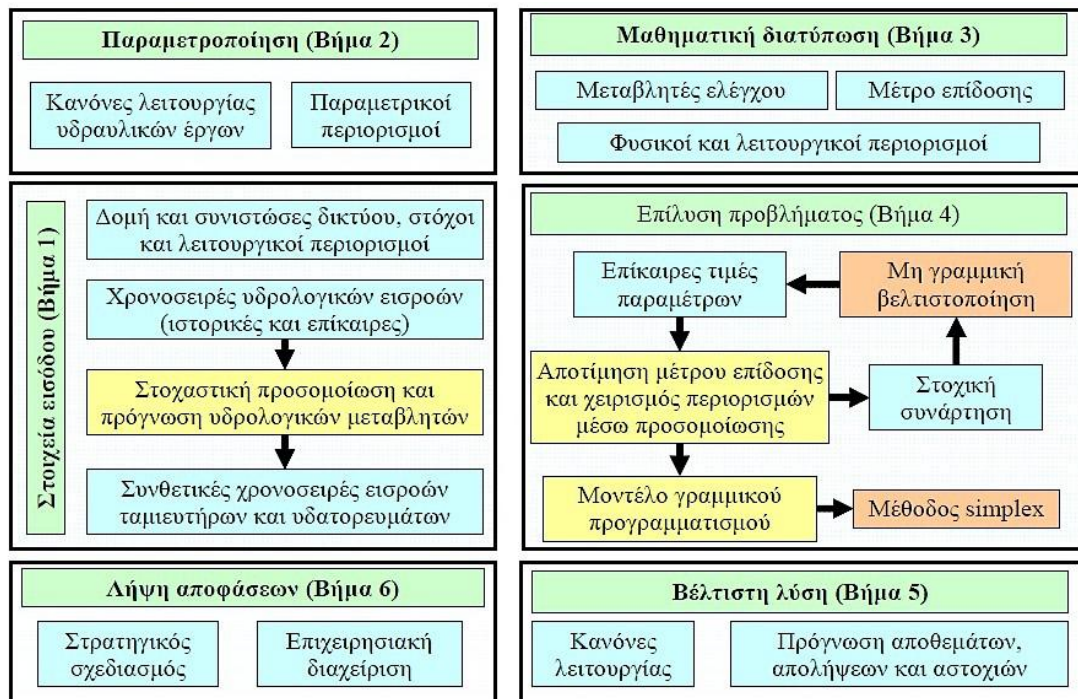 Παραμετροποίηση (Βήμα 2)
Κανόνες λειτουργίας
υδραυλικών έργων
Παραμετρικοί
περιορισμοί
Μαθηματική διατύπωση (Βήμα 3)
Μεταβλητές ελέγχου
Μέτρο επίδοσης
Φυσικοί και λειτουργικοί περιορισμοί
Στοιχεία εισόδου (Βήμα 1)
Δομή και συνιστώσες δικτύου, στόχοι
και λειτουργικοί περιορισμοί
Χρονοσειρές υδρολογικών εισροών
(ιστορικές και επίκαιρες)
Στοχαστική προσομοίωση και
πρόγνωση υδρολογικών μεταβλητών
Συνθετικές χρονοσειρές εισροών
ταμιευτήρων και υδατορευμάτων
Επίλυση προβλήματος (Βήμα 4)
Επίκαιρες τιμές
παραμέτρων
Μη γραμμική
βελτιστοποίηση
Αποτίμηση μέτρου επίδοσης
και χειρισμός περιορισμών
μέσω προσομοίωσης
Στοχική
συνάρτηση
Μοντέλο γραμμικού
προγραμματισμού
Μέθοδος simplex
Λήψη αποφάσεων (Βήμα 6)
Στρατηγικός
σχεδιασμός
Επιχειρησιακή
διαχείριση
Βέλτιστη λύση (Βήμα 5)
Κανόνες
λειτουργίας
Πρόγνωση αποθεμάτων,
απολήψεων και αστοχιών